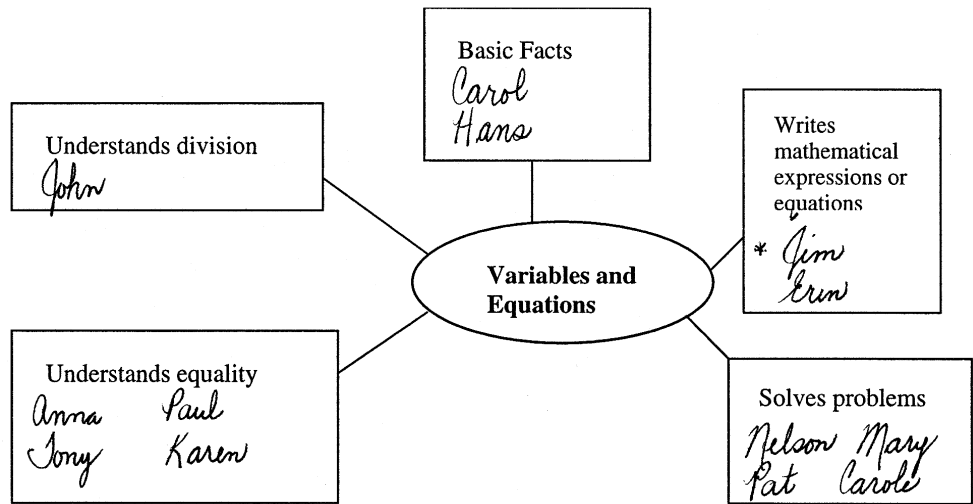 Basic Facts
Carol
Hans
Understands division
John
Writes
mathematical
expressions or
equations
* Jim
Erin
Variables and
Equations
Understands equality
Anna Paul
Tony Karen
Solves problems
Nelson Mary
Pat Carole